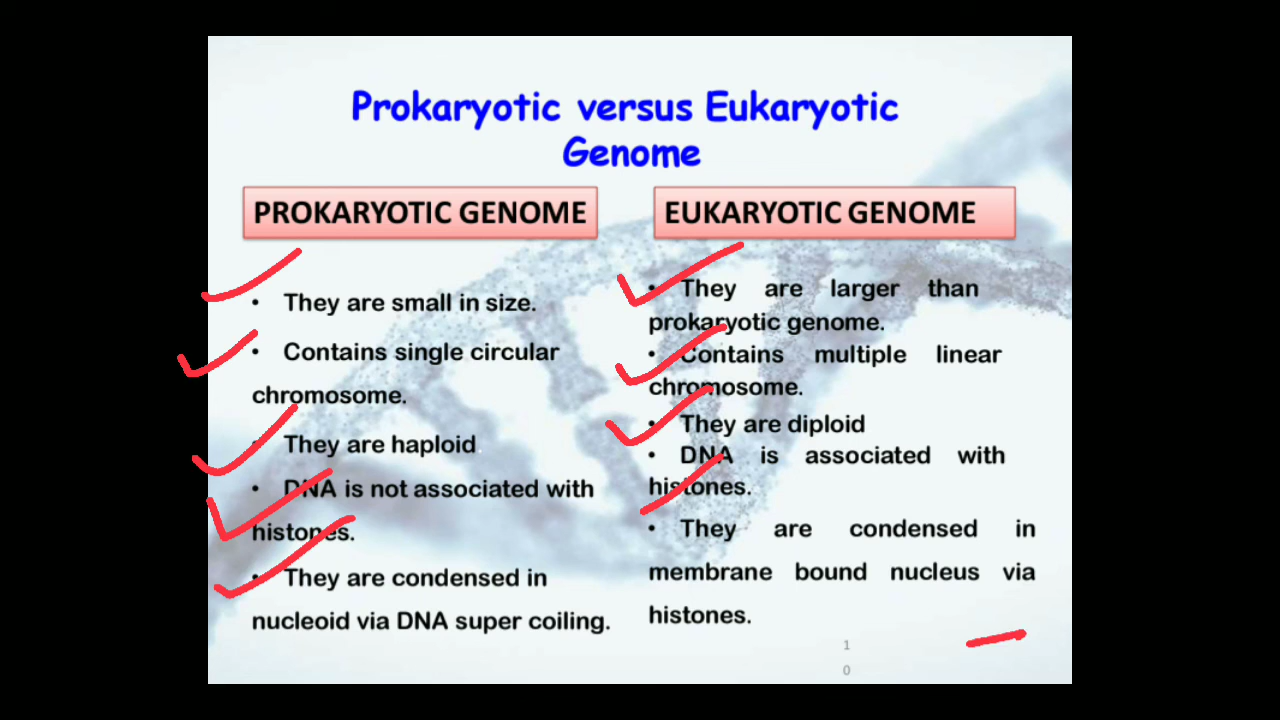 Prokaryotic versus Eukaryotic
Genome
PROKARYOTIC GENOME
• They are small in size.
• Contains single circular
chromosome.
• They are haploid
• DNA is not associated with
histones.
• They are condensed in
nucleoid via DNA super coiling.
EUKARYOTIC GENOME
• They are larger than
prokaryotic genome.
• Contains multiple linear
chromosome.
• They are diploid
• DNA is associated with
histones.
• They are condensed in
membrane bound nucleus via
histones.
1
0